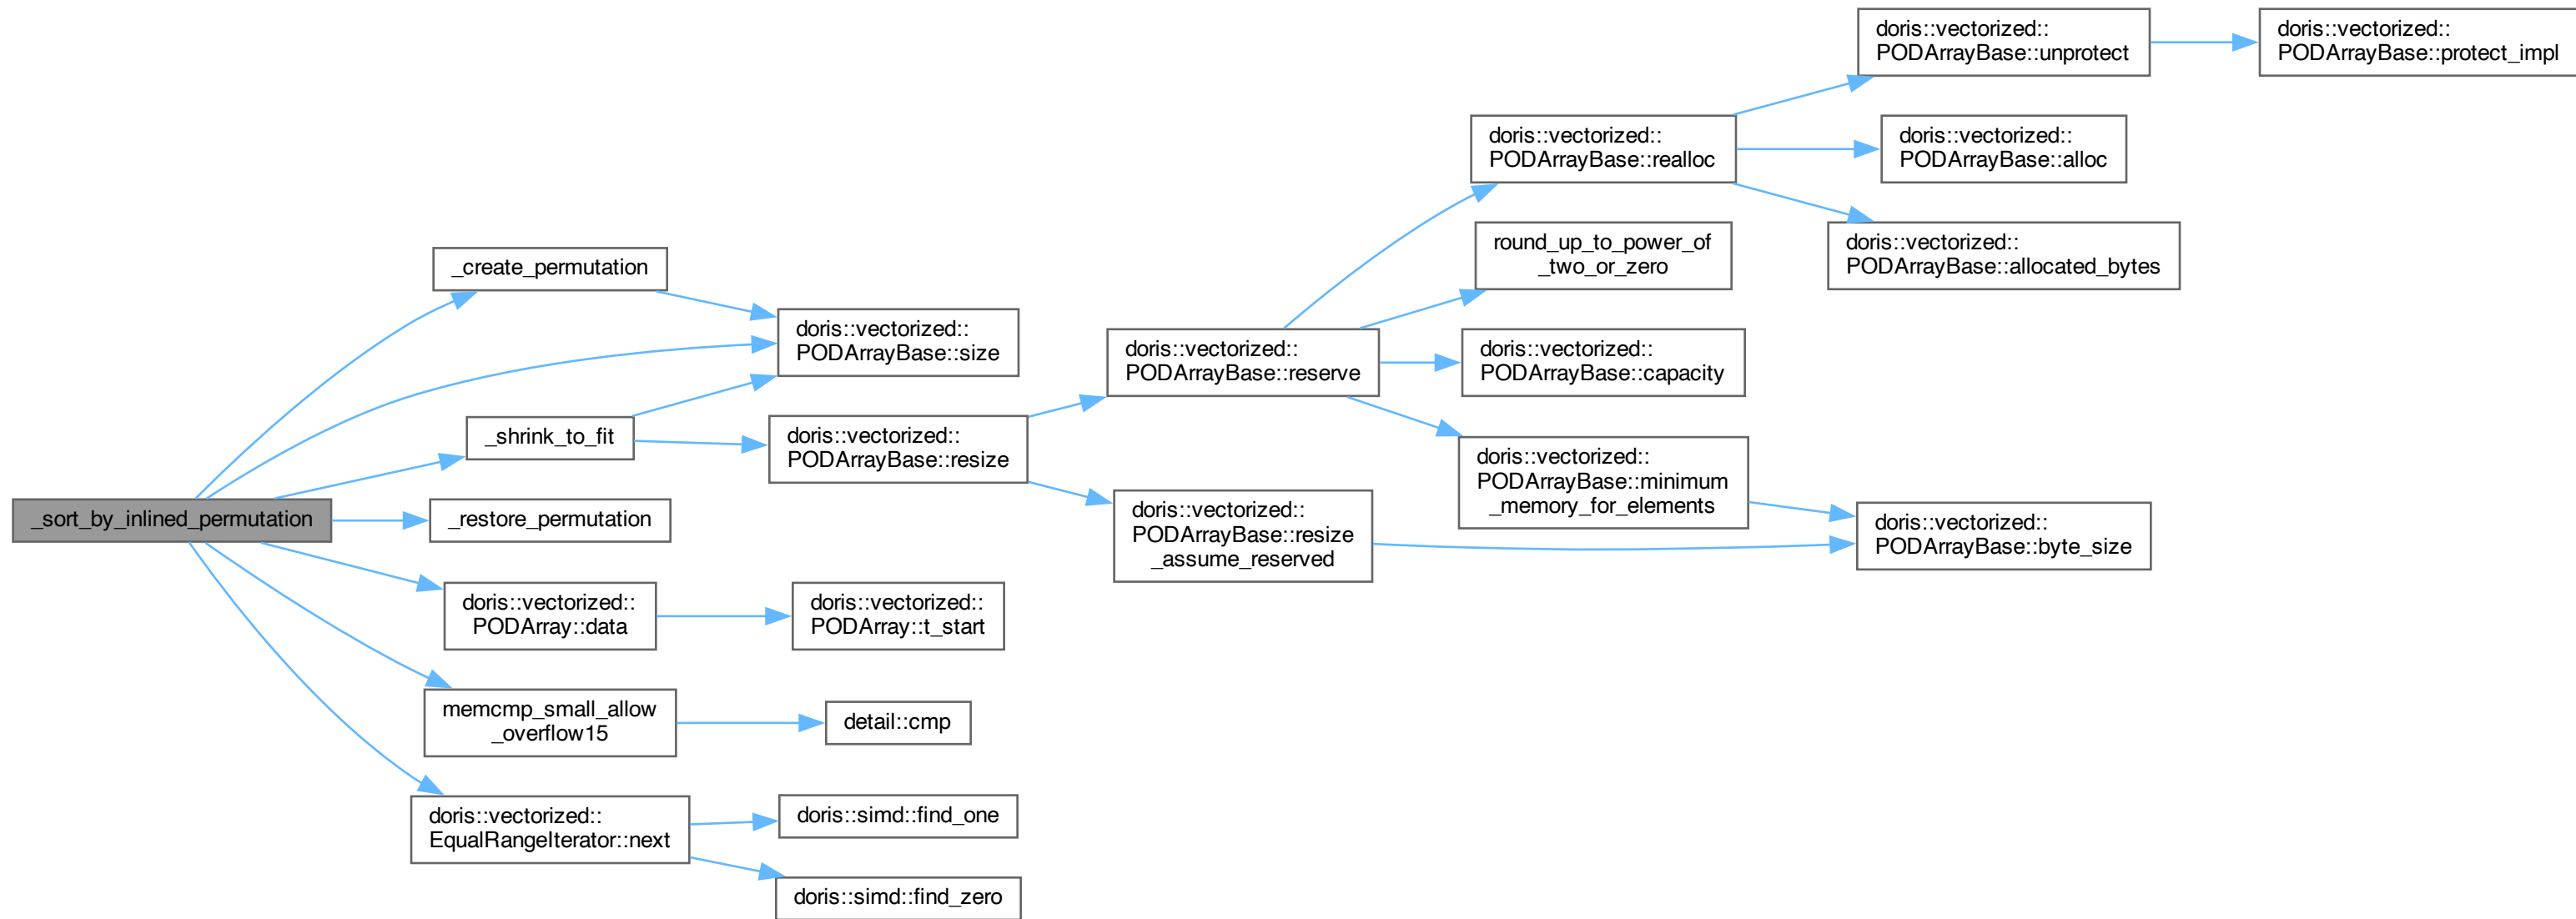 _sort_by_inlined_permutation
_create_permutation
doris::vectorized::
PODArrayBase::size
_shrink_to_fit
doris::vectorized::
PODArrayBase::resize
doris::vectorized::
PODArrayBase::reserve
doris::vectorized::
PODArrayBase::realloc
doris::vectorized::
PODArrayBase::unprotect
doris::vectorized::
PODArrayBase::protect_impl
doris::vectorized::
PODArrayBase::alloc
doris::vectorized::
PODArrayBase::allocated_bytes
round_up_to_power_of
_two_or_zero
doris::vectorized::
PODArrayBase::capacity
doris::vectorized::
PODArrayBase::minimum
_memory_for_elements
doris::vectorized::
PODArrayBase::byte_size
doris::vectorized::
PODArrayBase::resize
_assume_reserved
_restore_permutation
doris::vectorized::
PODArray::data
doris::vectorized::
PODArray::t_start
memcmp_small_allow
_overflow15
detail::cmp
doris::vectorized::
EqualRangeIterator::next
doris::simd::find_one
doris::simd::find_zero